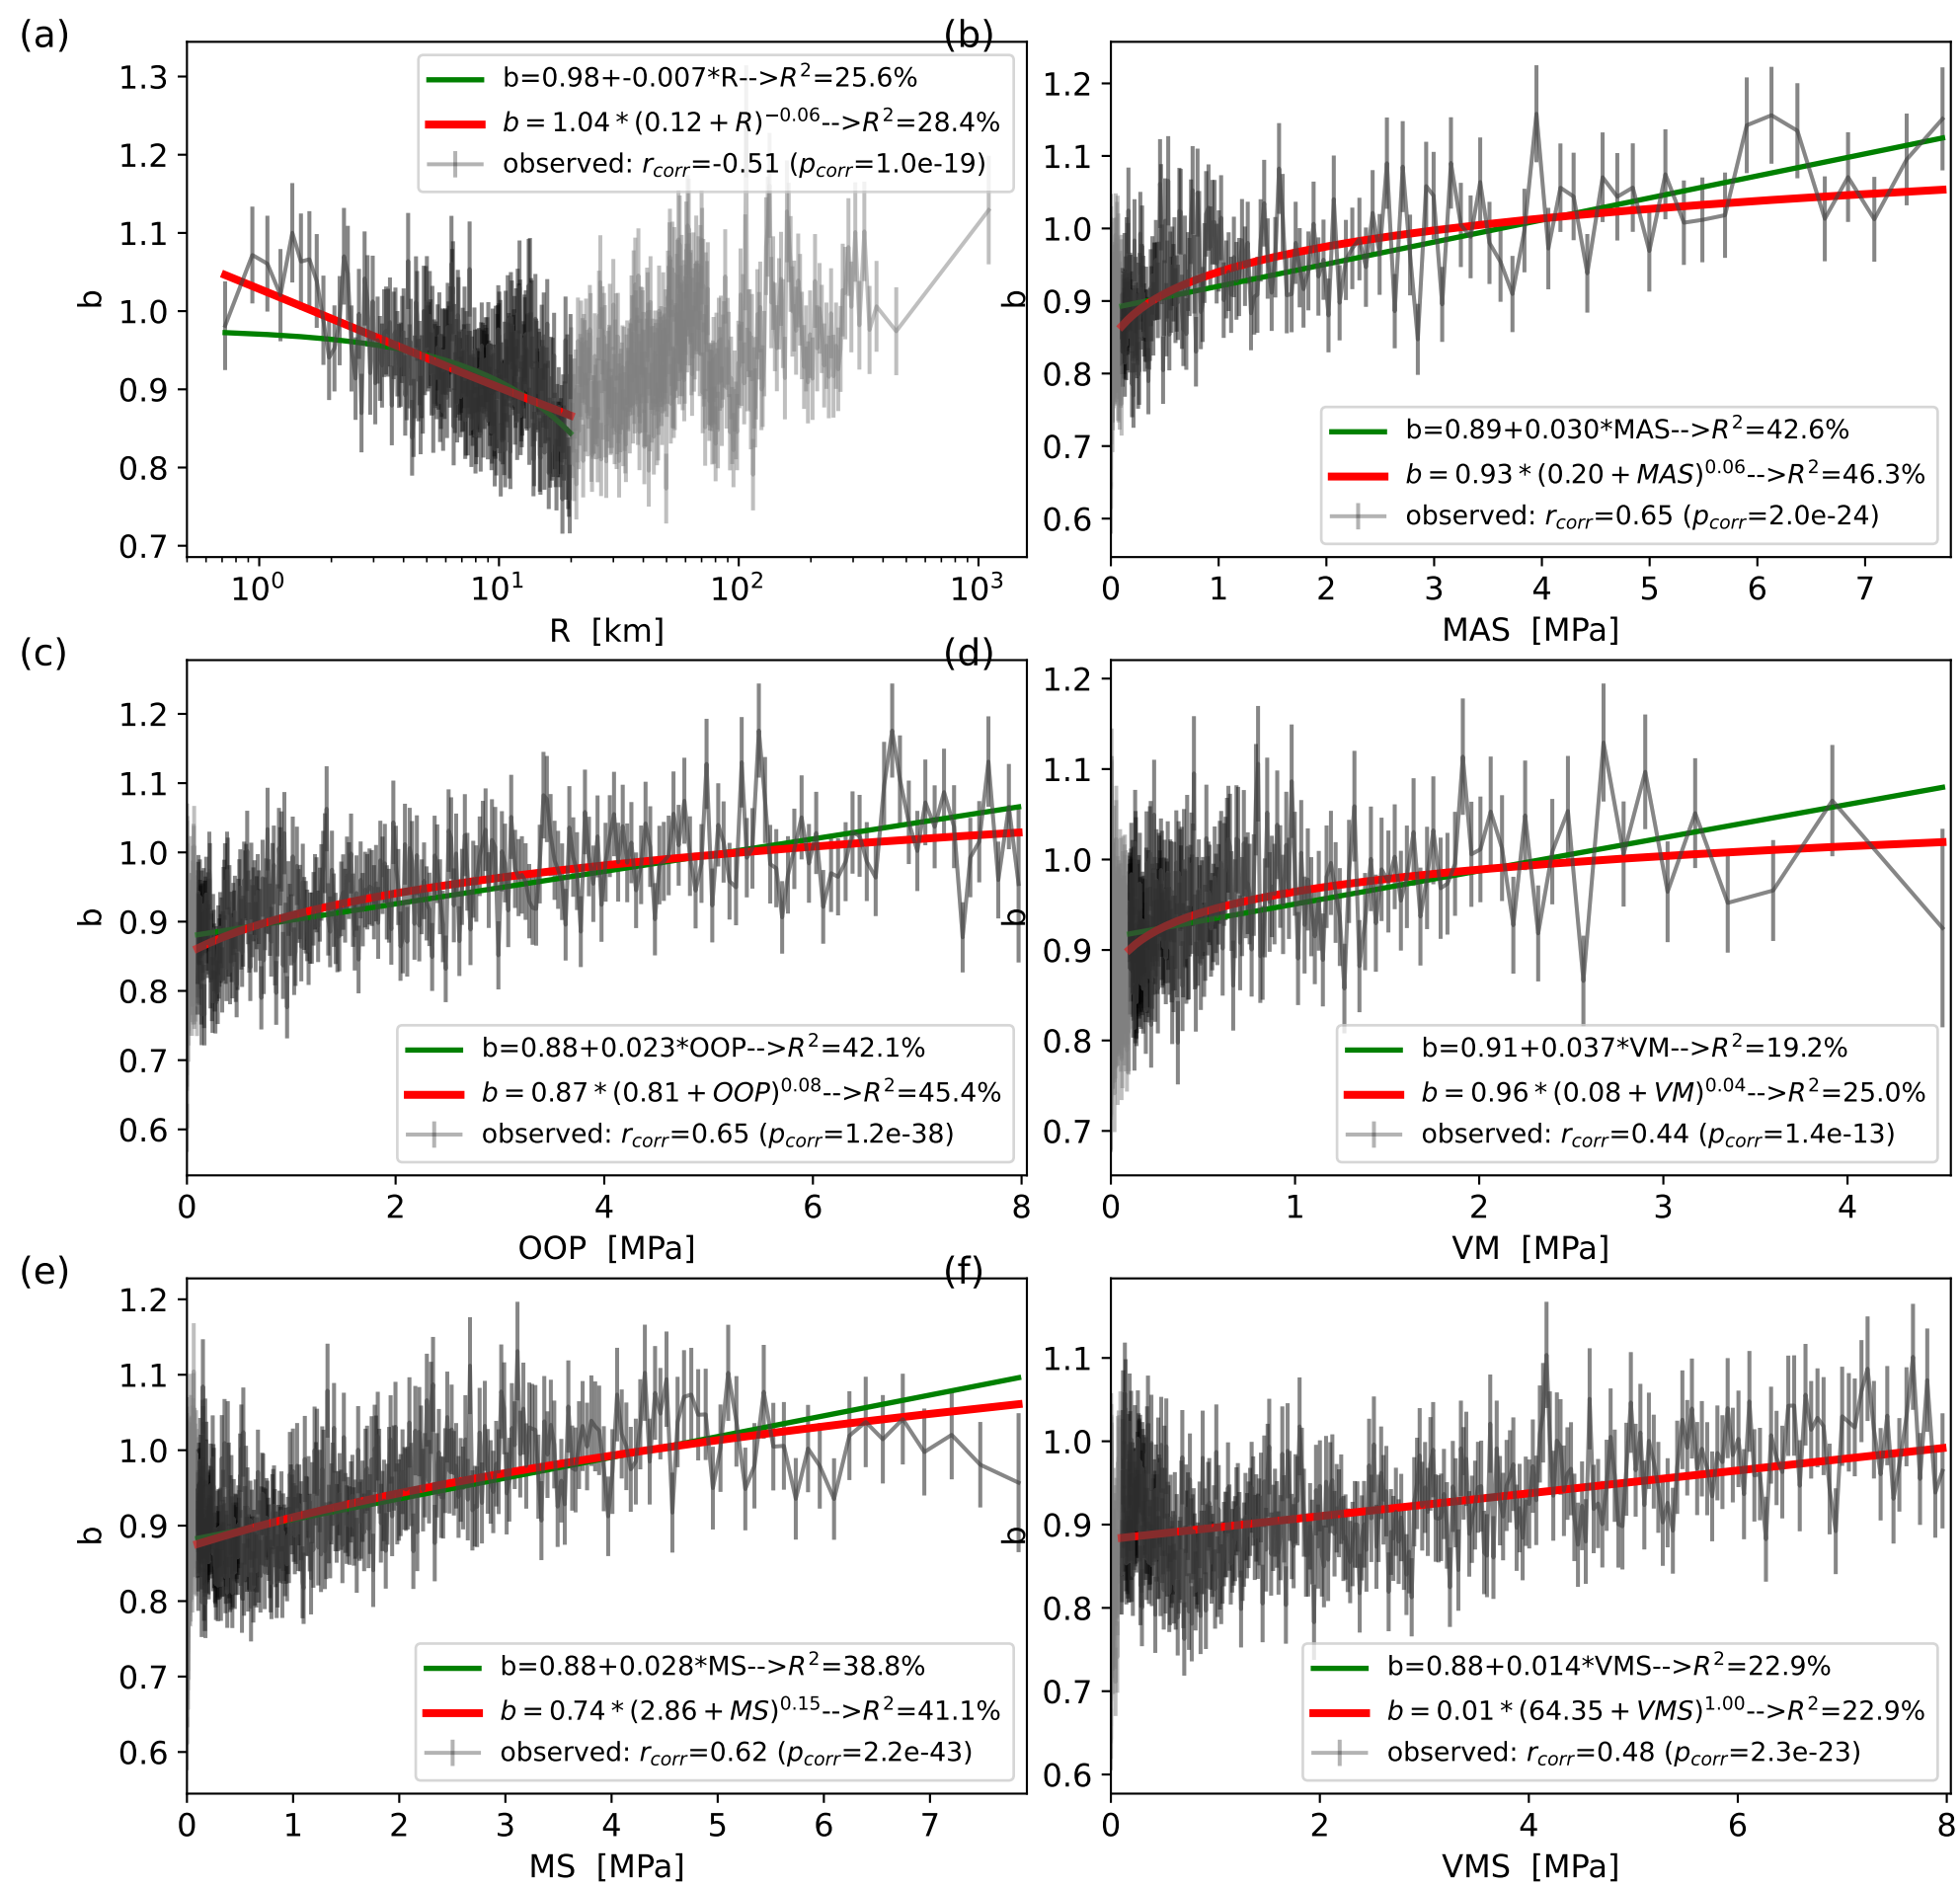 (a)
b=0.98+-0.007*R-->R²=25.6%
b = 1.04 * (0.12 + R)^−0.06-->R²=28.4%
observed: r_corr=-0.51 (p_corr=1.0e-19)
1.3
1.2
1.1
1.0
0.9
0.8
0.7
b
10⁰ 10¹ 10² 10³
R [km]
(b)
1.2
1.1
1.0
0.9
0.8
0.7
0.6
b
b=0.89+0.030*MAS-->R²=42.6%
b = 0.93 * (0.20 + MAS)^0.06-->R²=46.3%
observed: r_corr=0.65 (p_corr=2.0e-24)
0 1 2 3 4 5 6 7
MAS [MPa]
(c)
1.2
1.1
1.0
0.9
0.8
0.7
0.6
b
b=0.88+0.023*OOP-->R²=42.1%
b = 0.87 * (0.81 + OOP)^0.08-->R²=45.4%
observed: r_corr=0.65 (p_corr=1.2e-38)
0 2 4 6 8
OOP [MPa]
(d)
1.2
1.1
1.0
0.9
0.8
0.7
b
b=0.91+0.037*VM-->R²=19.2%
b = 0.96 * (0.08 + VM)^0.04-->R²=25.0%
observed: r_corr=0.44 (p_corr=1.4e-13)
0 1 2 3 4
VM [MPa]
(e)
1.2
1.1
1.0
0.9
0.8
0.7
0.6
b
b=0.88+0.028*MS-->R²=38.8%
b = 0.74 * (2.86 + MS)^0.15-->R²=41.1%
observed: r_corr=0.62 (p_corr=2.2e-43)
0 1 2 3 4 5 6 7
MS [MPa]
(f)
1.1
1.0
0.9
0.8
0.7
0.6
b
b=0.88+0.014*VMS-->R²=22.9%
b = 0.01 * (64.35 + VMS)^1.00-->R²=22.9%
observed: r_corr=0.48 (p_corr=2.3e-23)
0 2 4 6 8
VMS [MPa]